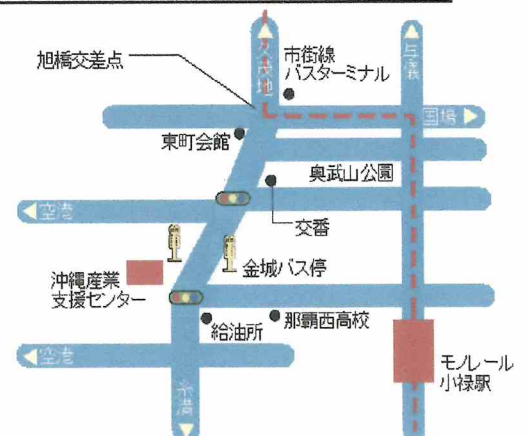 旭橋交差点
久茂地
市街線
バスターミナル
与儀
国場
東町会館
奥武山公園
空港
交番
金城バス停
沖縄産業
支援センター
給油所
那覇西高校
空港
モノレール
小禄駅
糸満